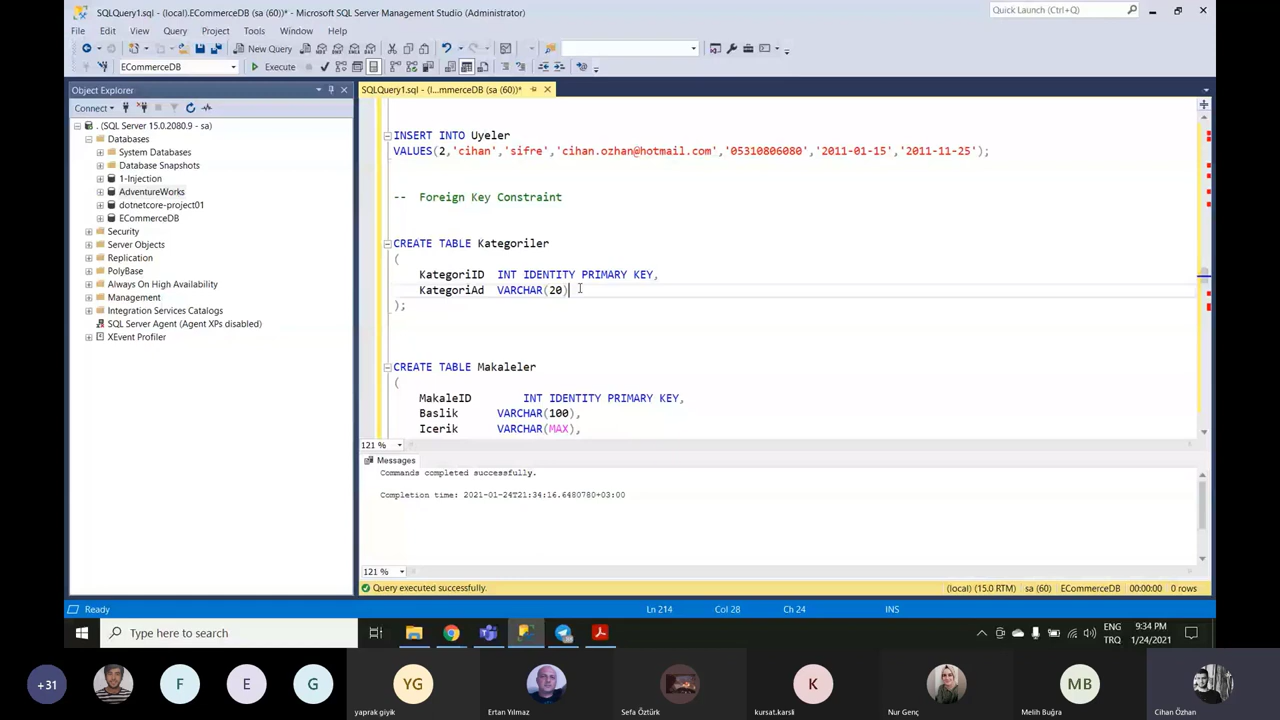 SQLQuery1.sql - (local).ECommerceDB (sa (60))* - Microsoft SQL Server Management Studio (Administrator)
Quick Launch (Ctrl+Q)
File Edit View Query Project Tools Window Help
New Query
ECommerceDB
Execute
Object Explorer
SQLQuery1.sql - (l...mmerceDB (sa (60))*
Connect
. (SQL Server 15.0.2080.9 - sa)
Databases
System Databases
Database Snapshots
1-Injection
AdventureWorks
dotnetcore-project01
ECommerceDB
Security
Server Objects
Replication
PolyBase
Always On High Availability
Management
Integration Services Catalogs
SQL Server Agent (Agent XPs disabled)
XEvent Profiler
INSERT INTO Uyeler
VALUES(2,'cihan','sifre','cihan.ozhan@hotmail.com','05310806080','2011-01-15','2011-11-25');
-- Foreign Key Constraint
CREATE TABLE Kategoriler
(
KategoriID INT IDENTITY PRIMARY KEY,
KategoriAd VARCHAR(20)
);
CREATE TABLE Makaleler
(
MakaleID INT IDENTITY PRIMARY KEY,
Baslik VARCHAR(100),
Icerik VARCHAR(MAX),
121 %
Messages
Commands completed successfully.
Completion time: 2021-01-24T21:34:16.6480780+03:00
121 %
Query executed successfully.
(local) (15.0 RTM) sa (60) ECommerceDB 00:00:00 0 rows
Ready
Ln 214 Col 28 Ch 24 INS
Type here to search
ENG
TRQ
9:34 PM
1/24/2021
+31
F
E
G
YG
K
MB
yaprak giyik
Ertan Yılmaz
Sefa Öztürk
kursat.karsli
Nur Genç
Melih Buğra
Cihan Özhan